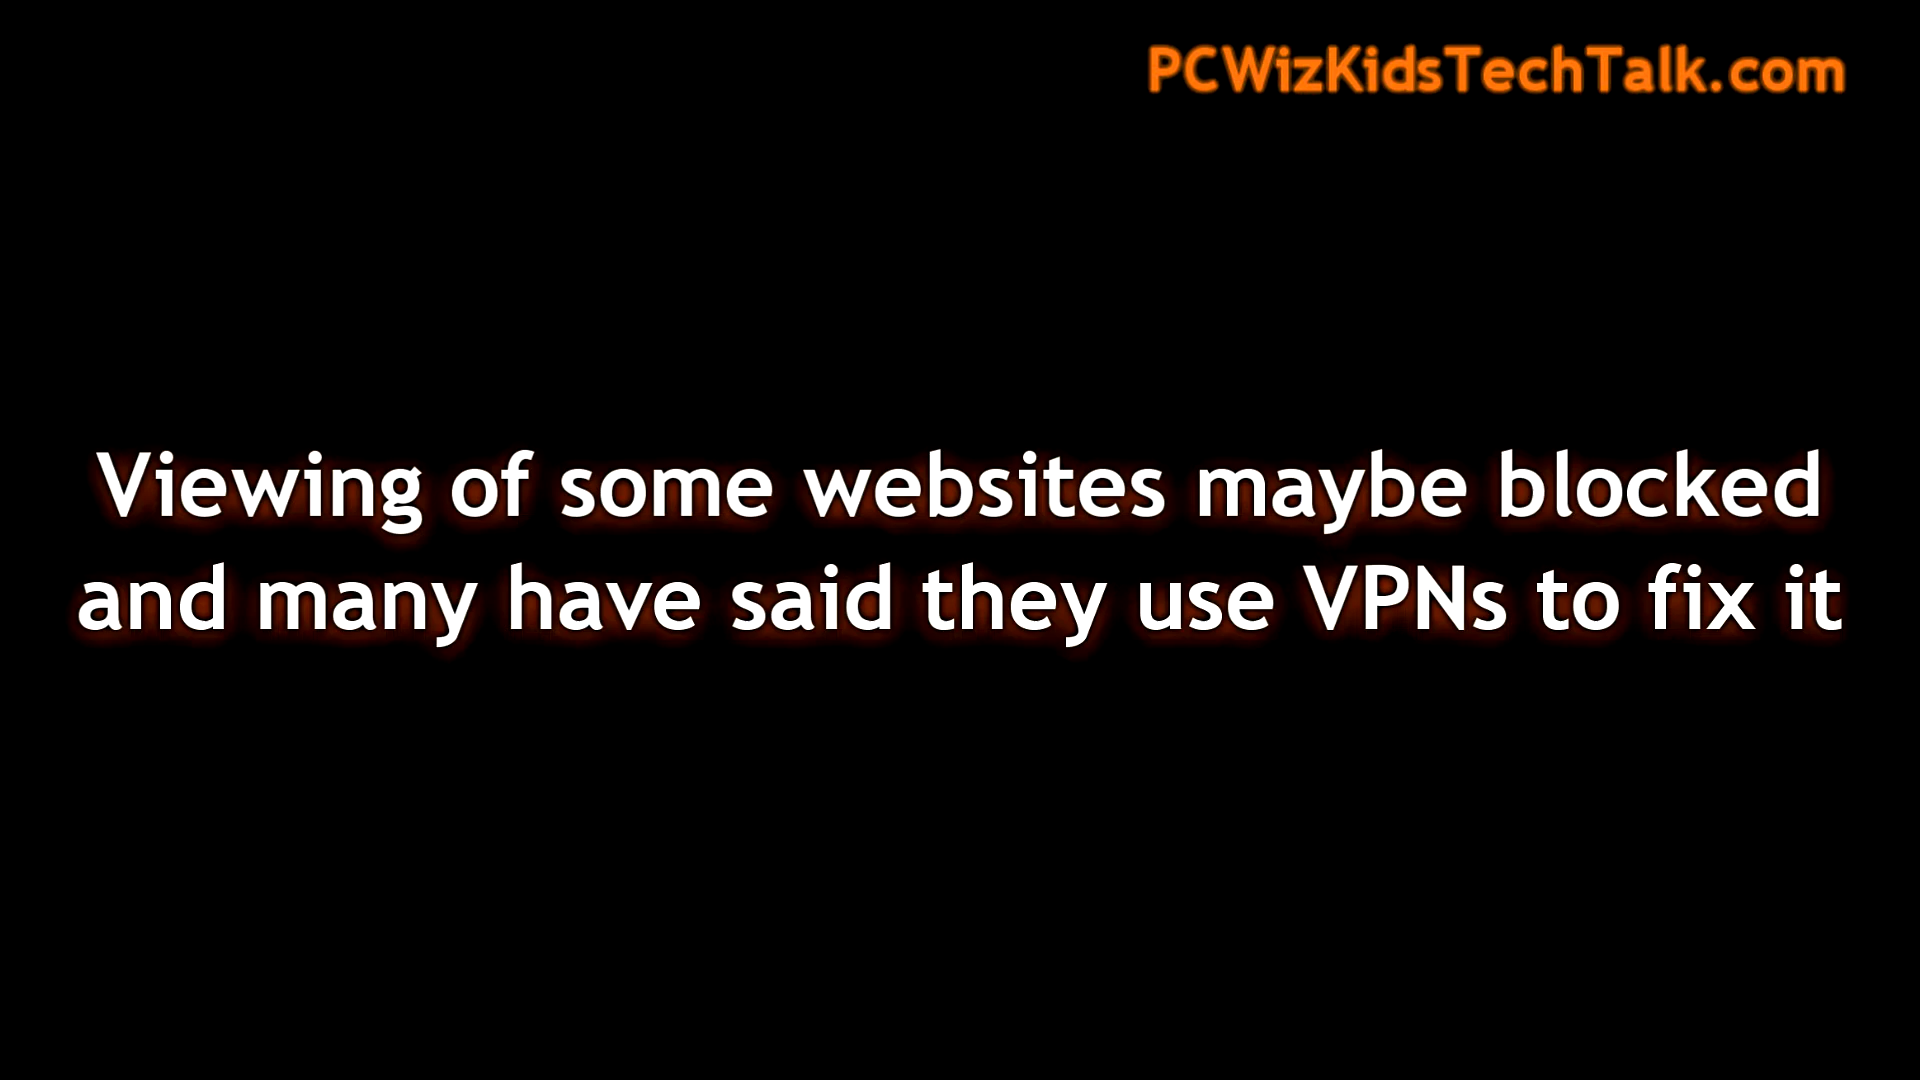 PCWizKidsTechTalk.com
Viewing of some websites maybe blocked
and many have said they use VPNs to fix it